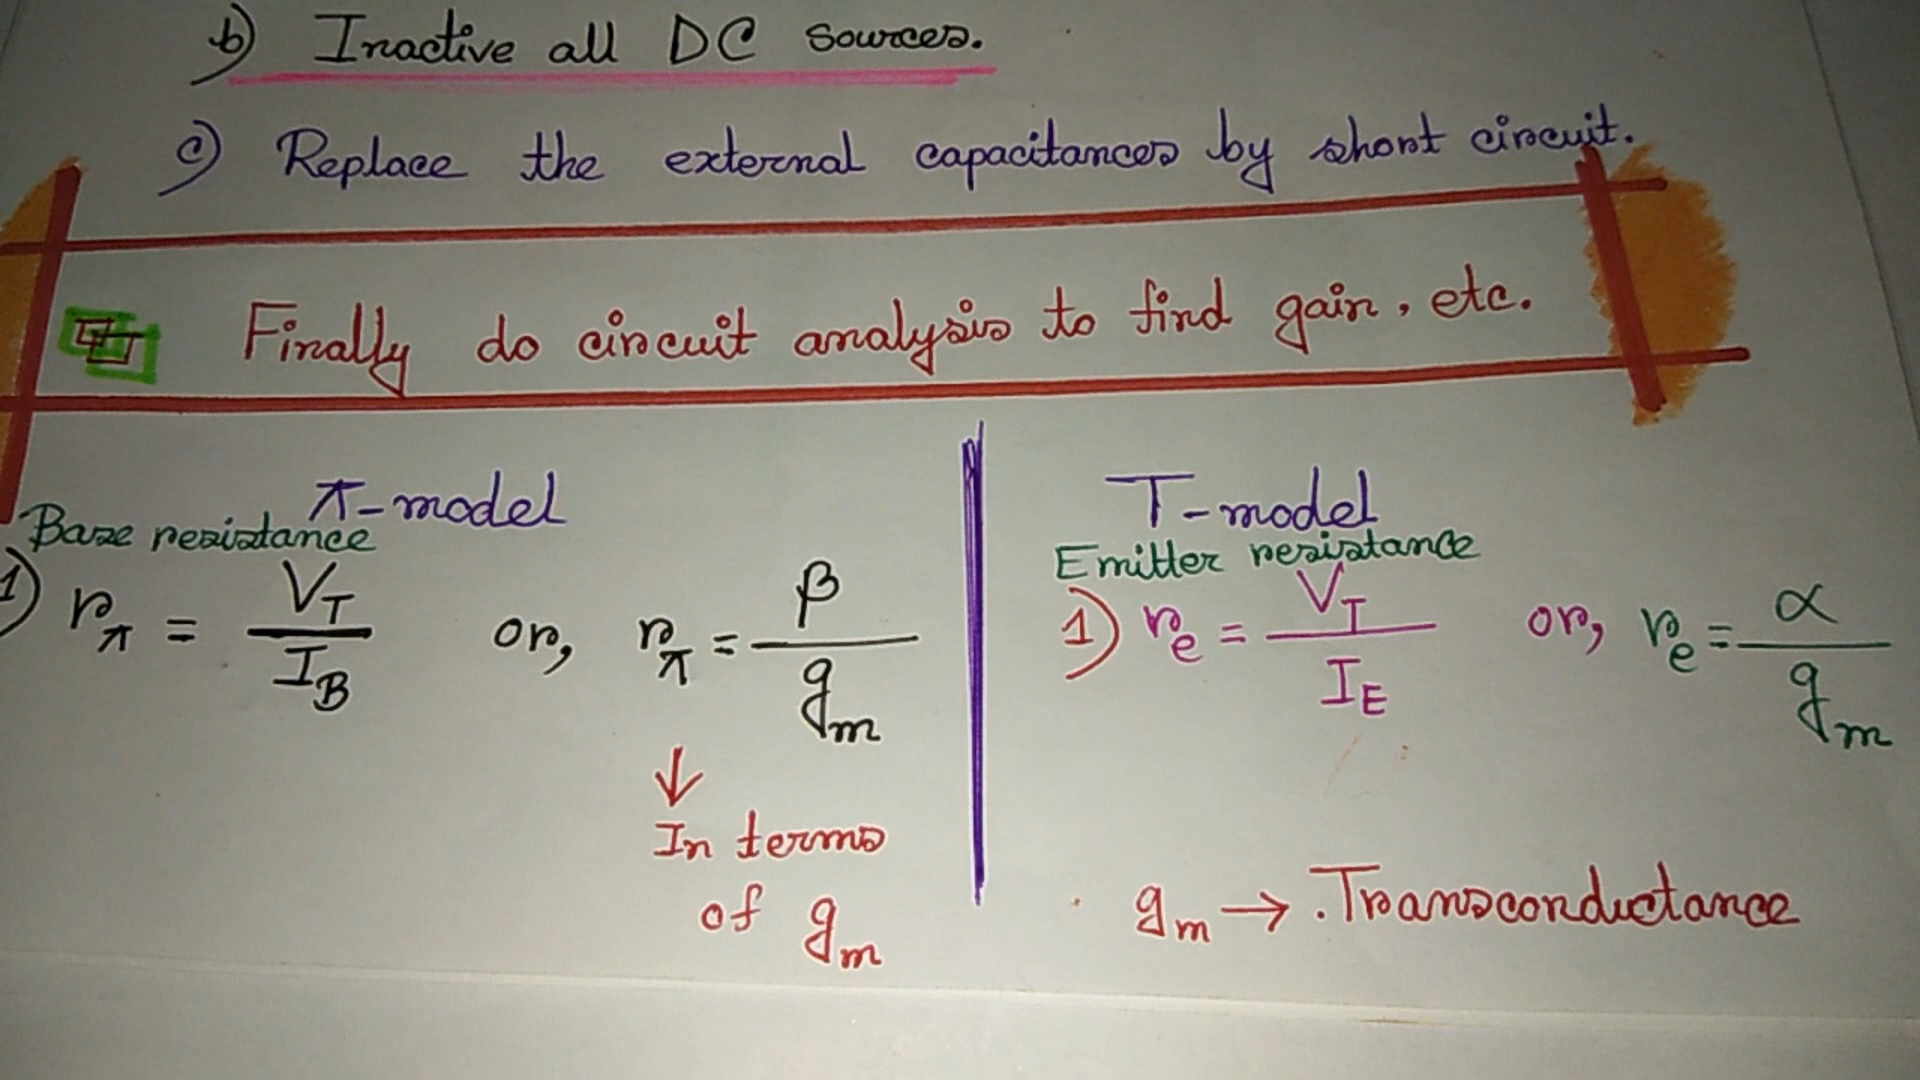 b) Inactive all DC sources.
c) Replace the external capacitances by short circuit.
Finally do circuit analysis to find gain, etc.
π-model
Base resistance
1) rπ = VT / IB or, rπ = β / gm
↓
In terms
of gm
T-model
Emitter resistance
1) re = VT / IE or, re = α / gm
gm → .Transconductance